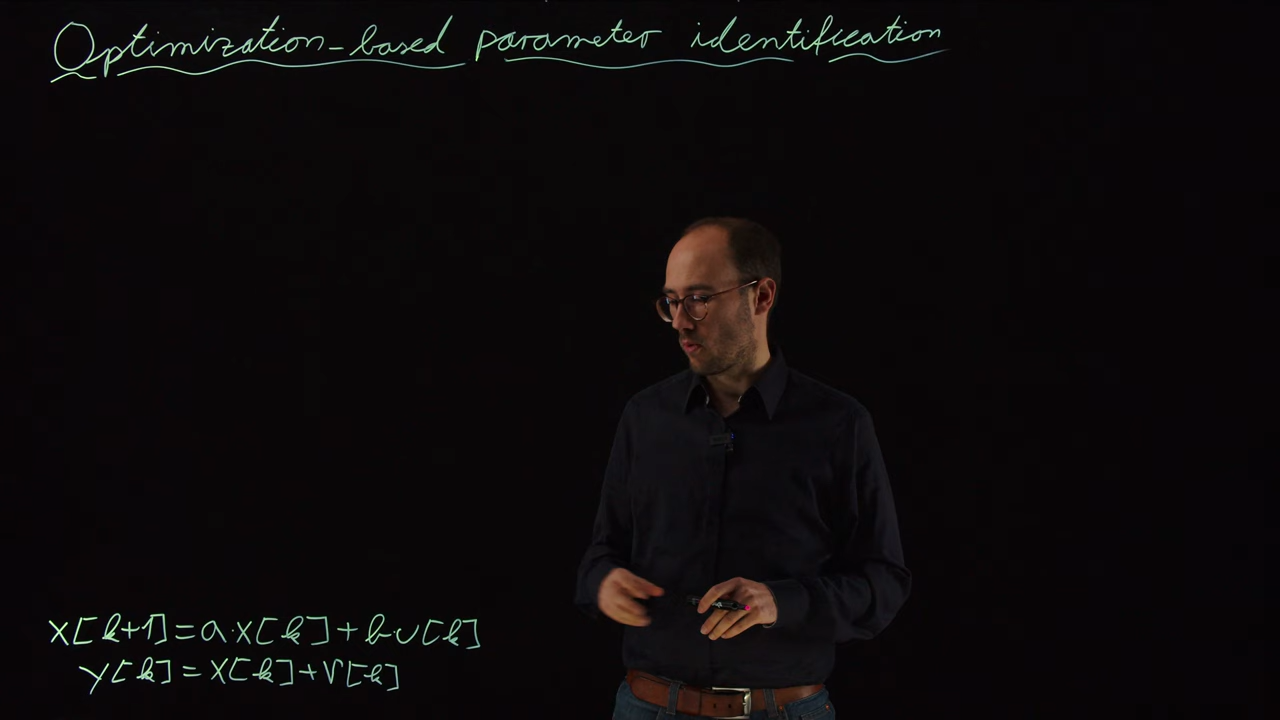 Optimization-based parameter identification
x[k+1]=a·x[k]+b·u[k]
y[k]=x[k]+v[k]